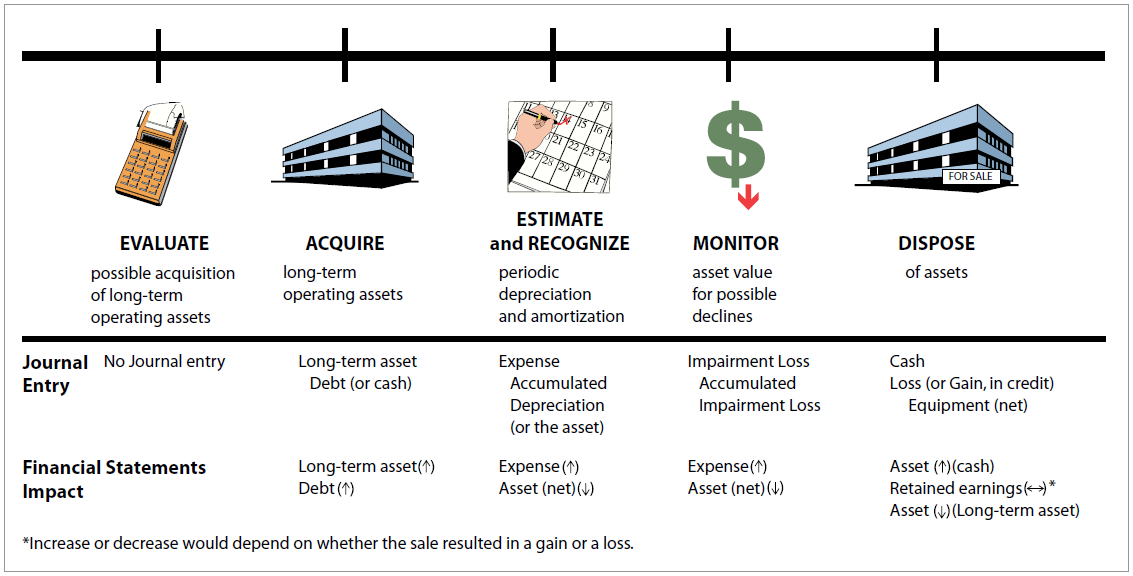 FOR SALE
EVALUATE
possible acquisition
of long-term
operating assets
ACQUIRE
long-term
operating assets
ESTIMATE
and RECOGNIZE
periodic
depreciation
and amortization
MONITOR
asset value
for possible
declines
DISPOSE
of assets
Journal
Entry
No Journal entry
Long-term asset
Debt (or cash)
Expense
Accumulated
Depreciation
(or the asset)
Impairment Loss
Accumulated
Impairment Loss
Cash
Loss (or Gain, in credit)
Equipment (net)
Financial Statements
Impact
Long-term asset(↑)
Debt(↑)
Expense(↑)
Asset (net)(↓)
Expense(↑)
Asset (net)(↓)
Asset (↑)(cash)
Retained earnings(↔)*
Asset (↓)(Long-term asset)
*Increase or decrease would depend on whether the sale resulted in a gain or a loss.